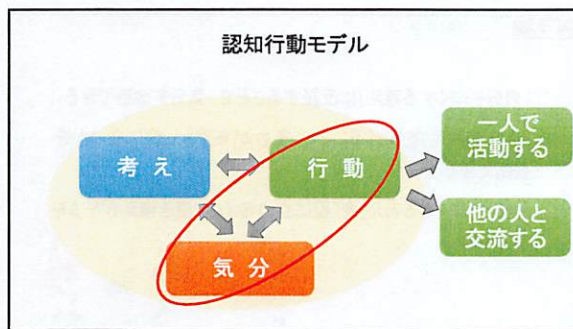 認知行動モデル
考え
行動
気分
一人で
活動する
他の人と
交流する